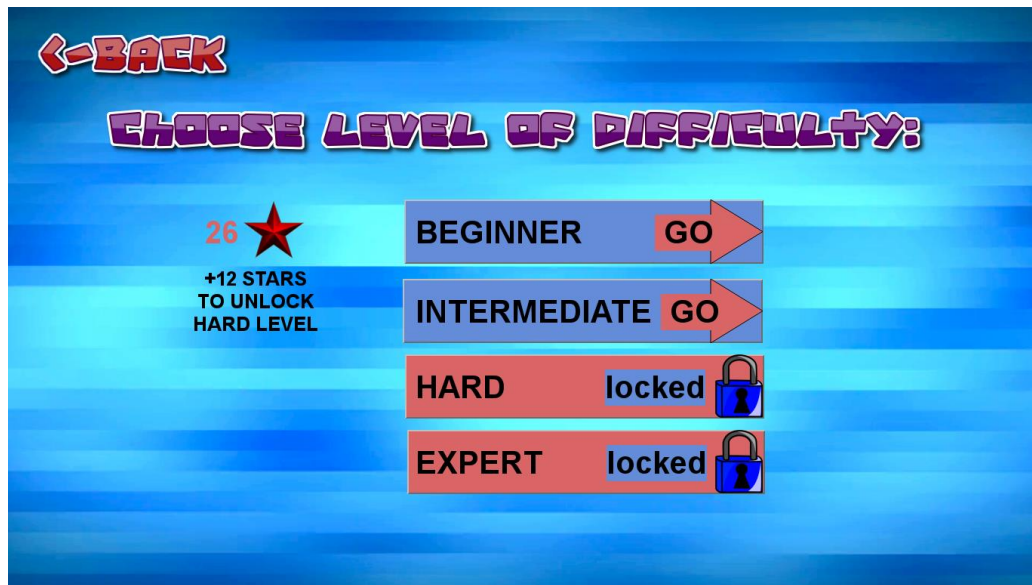 <-BACK
CHOOSE LEVEL OF DIFFICULTY:
26
+12 STARS
TO UNLOCK
HARD LEVEL
BEGINNER GO
INTERMEDIATE GO
HARD locked
EXPERT locked